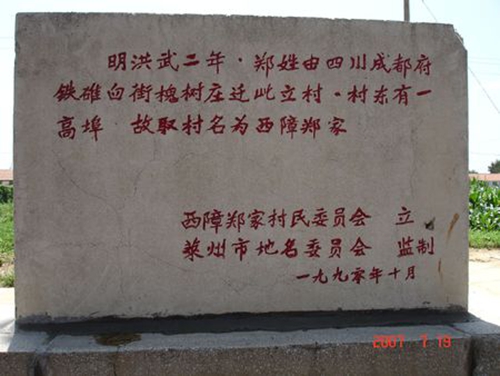 明洪武二年·郑姓由四川成都府
铁碓臼街槐树庄迁此立村·村东有一
高埠·故取村名为西障郑家
西障郑家村民委员会 立
莱州市地名委员会 监制
一九九零年十月
2007 7 19